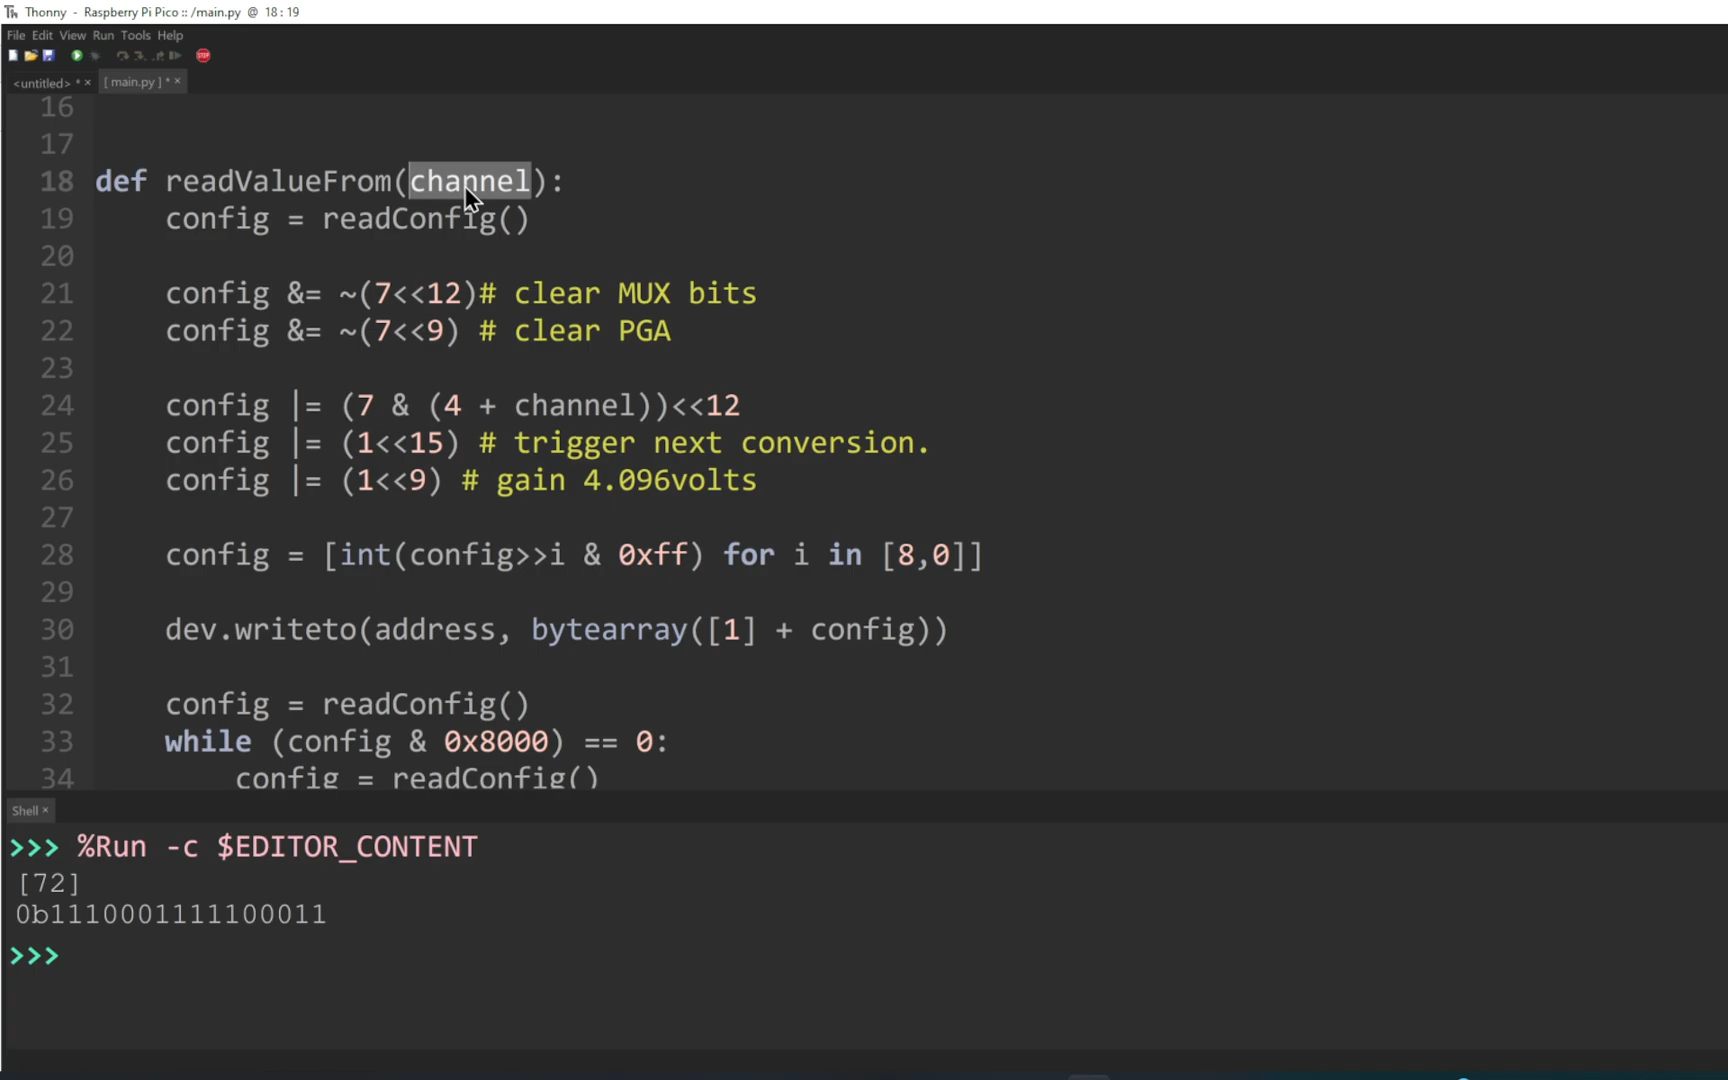 Thonny - Raspberry Pi Pico :: /main.py @ 18 : 19
File Edit View Run Tools Help
STOP
<untitled> * × [ main.py ] * ×
16
17
18 def readValueFrom(channel):
19 config = readConfig()
20
21 config &= ~(7<<12)# clear MUX bits
22 config &= ~(7<<9) # clear PGA
23
24 config |= (7 & (4 + channel))<<12
25 config |= (1<<15) # trigger next conversion.
26 config |= (1<<9) # gain 4.096volts
27
28 config = [int(config>>i & 0xff) for i in [8,0]]
29
30 dev.writeto(address, bytearray([1] + config))
31
32 config = readConfig()
33 while (config & 0x8000) == 0:
34 config = readConfig()
Shell ×
>>> %Run -c $EDITOR_CONTENT
[72]
0b1110001111100011
>>>